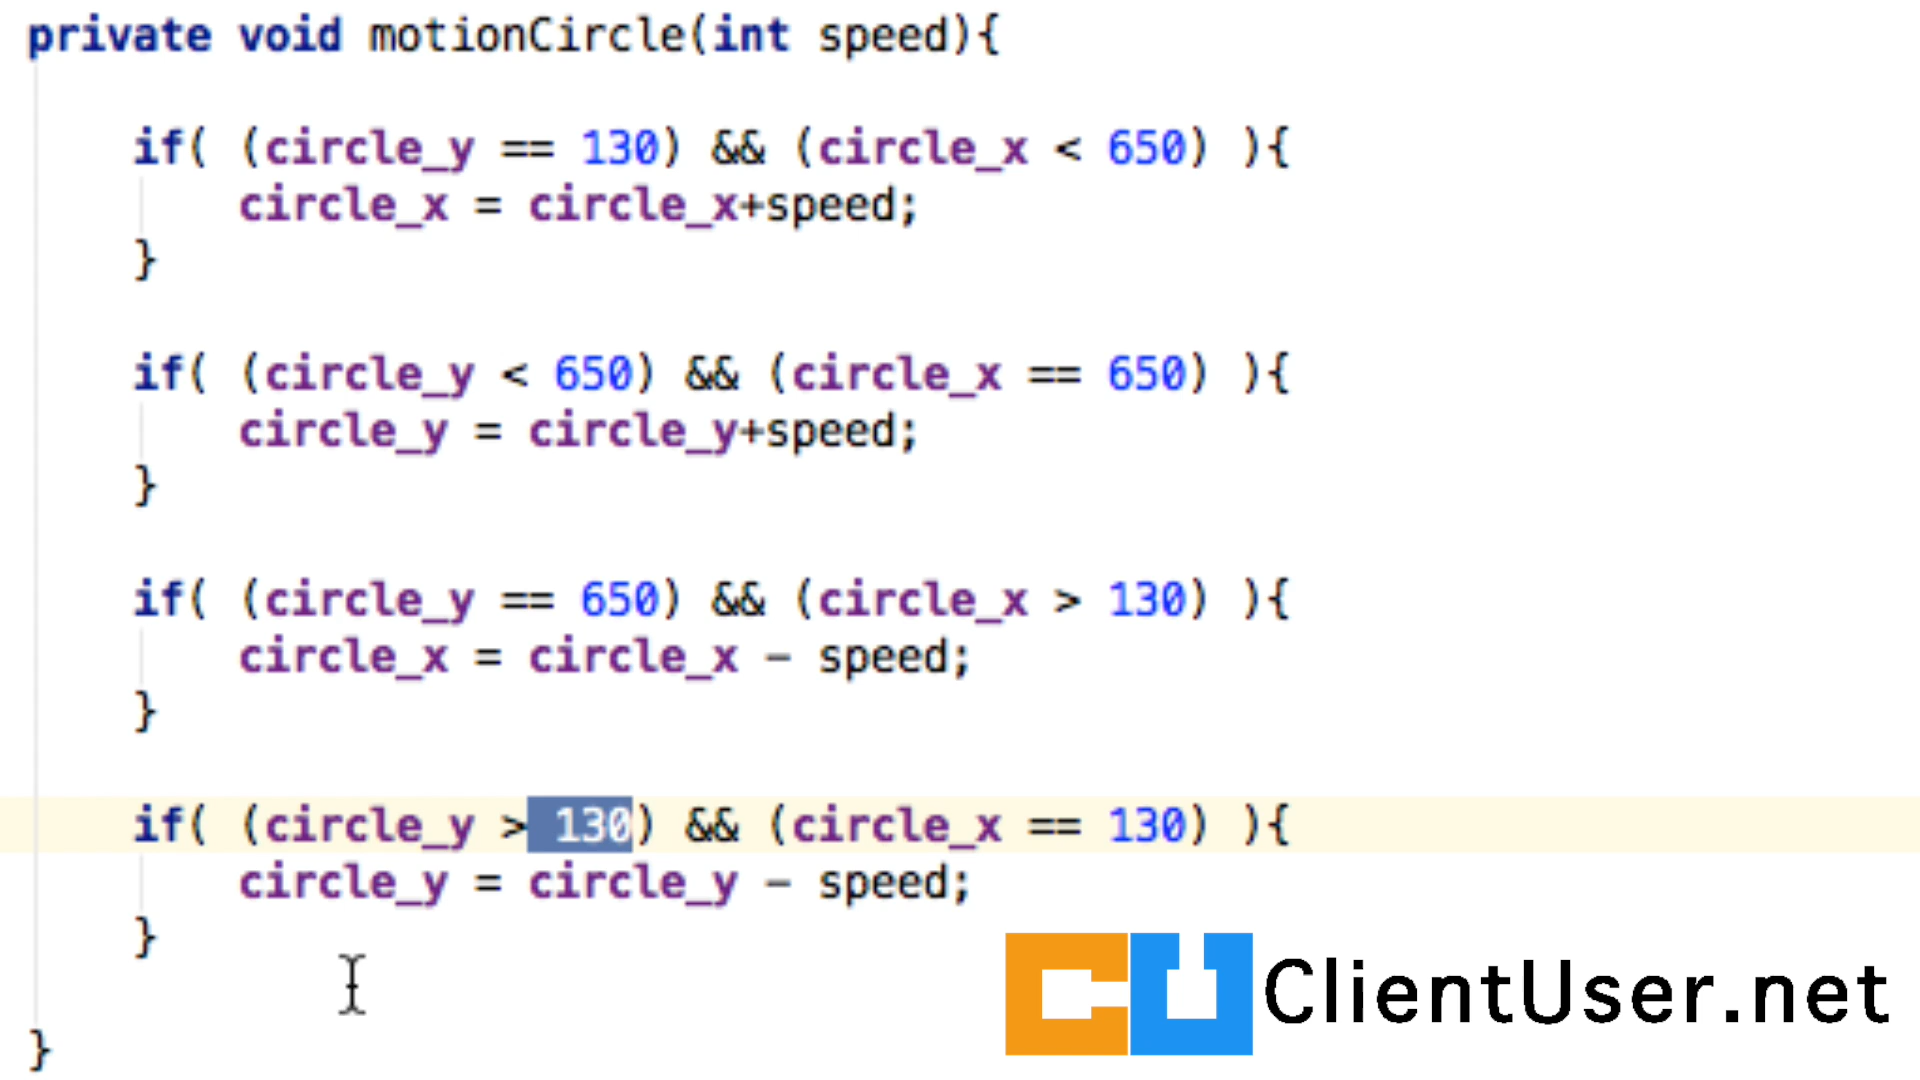 private void motionCircle(int speed){
if( (circle_y == 130) && (circle_x < 650) ){
circle_x = circle_x+speed;
}
if( (circle_y < 650) && (circle_x == 650) ){
circle_y = circle_y+speed;
}
if( (circle_y == 650) && (circle_x > 130) ){
circle_x = circle_x - speed;
}
if( (circle_y > 130) && (circle_x == 130) ){
circle_y = circle_y - speed;
}
}
CU ClientUser.net